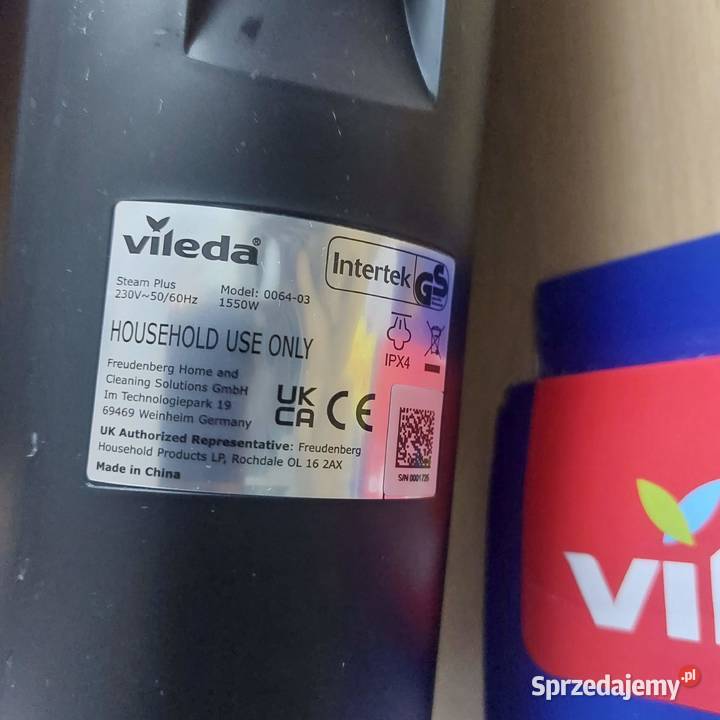 vileda®
Intertek GS
Steam Plus
Model: 0064-03
230V~50/60Hz
1550W
HOUSEHOLD USE ONLY
IPX4
Freudenberg Home and
Cleaning Solutions GmbH
Im Technologiepark 19
69469 Weinheim Germany
UK
CA
CE
UK Authorized Representative: Freudenberg
Household Products LP, Rochdale OL 16 2AX
Made in China
S/N 0001735
vil
Sprzedajemy.pl